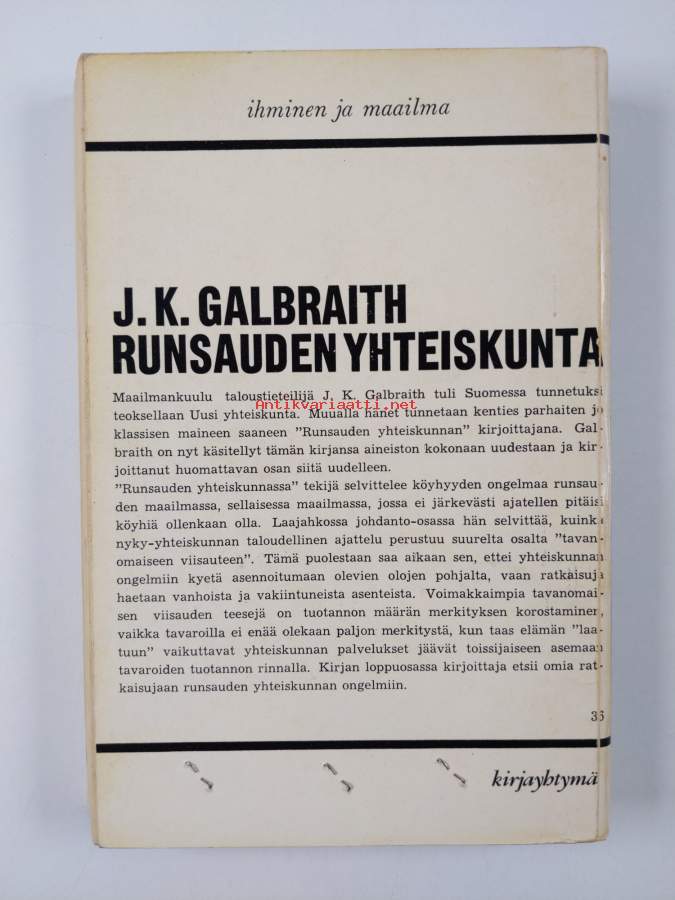 ihminen ja maailma
J. K. GALBRAITH
RUNSAUDEN YHTEISKUNTA
Maailmankuulu taloustieteilijä J. K. Galbraith tuli Suomessa tunnetuksi
Antikvariaatti.net
teoksellaan Uusi yhteiskunta. Muualla hänet tunnetaan kenties parhaiten jo
klassisen maineen saaneen "Runsauden yhteiskunnan" kirjoittajana. Gal-
braith on nyt käsitellyt tämän kirjansa aineiston kokonaan uudestaan ja kir-
joittanut huomattavan osan siitä uudelleen.
"Runsauden yhteiskunnassa" tekijä selvittelee köyhyyden ongelmaa runsau-
den maailmassa, sellaisessa maailmassa, jossa ei järkevästi ajatellen pitäisi
köyhiä ollenkaan olla. Laajahkossa johdanto-osassa hän selvittää, kuinka
nyky-yhteiskunnan taloudellinen ajattelu perustuu suurelta osalta "tavan-
omaiseen viisauteen". Tämä puolestaan saa aikaan sen, ettei yhteiskunnan
ongelmiin kyetä asennoitumaan olevien olojen pohjalta, vaan ratkaisuja
haetaan vanhoista ja vakiintuneista asenteista. Voimakkaimpia tavanomai-
sen viisauden teesejä on tuotannon määrän merkityksen korostaminen,
vaikka tavaroilla ei enää olekaan paljon merkitystä, kun taas elämän "laa-
tuun" vaikuttavat yhteiskunnan palvelukset jäävät toissijaiseen asemaan
tavaroiden tuotannon rinnalla. Kirjan loppuosassa kirjoittaja etsii omia rat-
kaisujaan runsauden yhteiskunnan ongelmiin.
kirjayhtymä